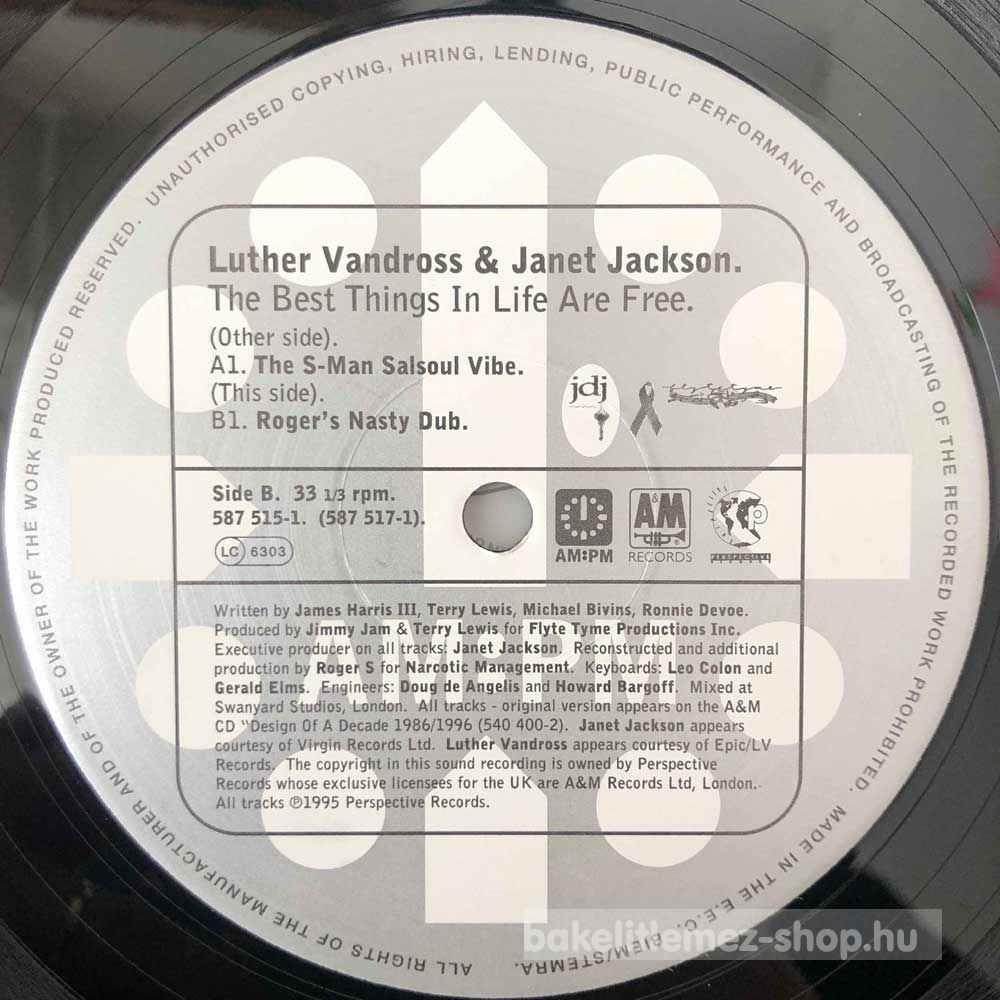 UNAUTHORISED COPYING, HIRING, LENDING, PUBLIC PERFORMANCE AND BROADCASTING OF THE RECORDED WORK PROHIBITED. MADE IN THE E.E.C. BIEM/STEMRA.
ALL RIGHTS OF THE MANUFACTURER AND OF THE OWNER OF THE WORK PRODUCED RESERVED.
Luther Vandross & Janet Jackson.
The Best Things In Life Are Free.
(Other side).
A1. The S-Man Salsoul Vibe.
(This side).
B1. Roger's Nasty Dub.
jdj
Side B. 33 1/3 rpm.
587 515-1. (587 517-1).
LC 6303
AM:PM
A&M
RECORDS
PERSPECTIVE
Written by James Harris III, Terry Lewis, Michael Bivins, Ronnie Devoe.
Produced by Jimmy Jam & Terry Lewis for Flyte Tyme Productions Inc.
Executive producer on all tracks: Janet Jackson. Reconstructed and additional
production by Roger S for Narcotic Management. Keyboards: Leo Colon and
Gerald Elms. Engineers: Doug de Angelis and Howard Bargoff. Mixed at
Swanyard Studios, London. All tracks - original version appears on the A&M
CD "Design Of A Decade 1986/1996 (540 400-2). Janet Jackson appears
courtesy of Virgin Records Ltd. Luther Vandross appears courtesy of Epic/LV
Records. The copyright in this sound recording is owned by Perspective
Records whose exclusive licensees for the UK are A&M Records Ltd, London.
All tracks ℗1995 Perspective Records.
AM:PM
bakelitlemez-shop.hu